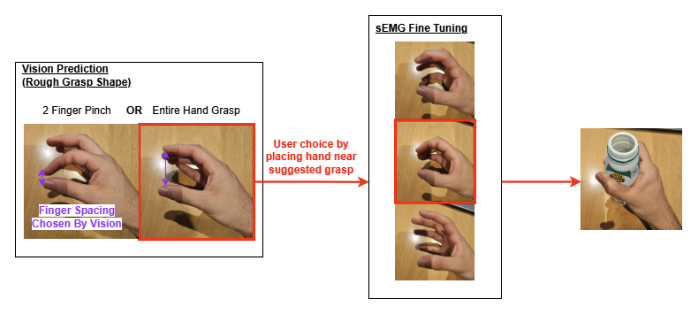 Vision Prediction
(Rough Grasp Shape)
2 Finger Pinch OR Entire Hand Grasp
Finger Spacing
Chosen By Vision
User choice by
placing hand near
suggested grasp
sEMG Fine Tuning